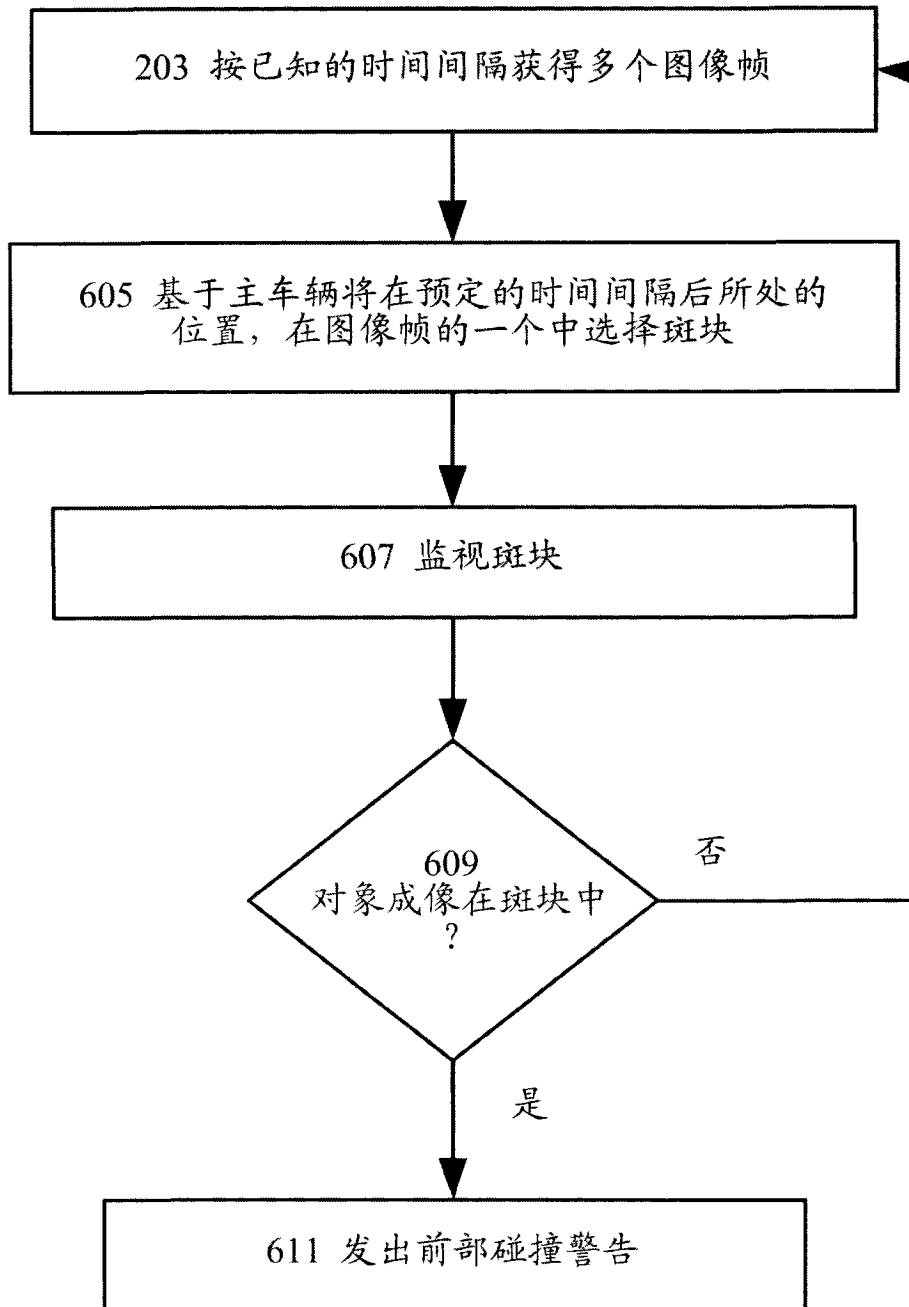 203 按已知的时间间隔获得多个图像帧
605 基于主车辆将在预定的时间间隔后所处的
位置，在图像帧的一个中选择斑块
607 监视斑块
609
对象成像在斑块中
?
否
是
611 发出前部碰撞警告